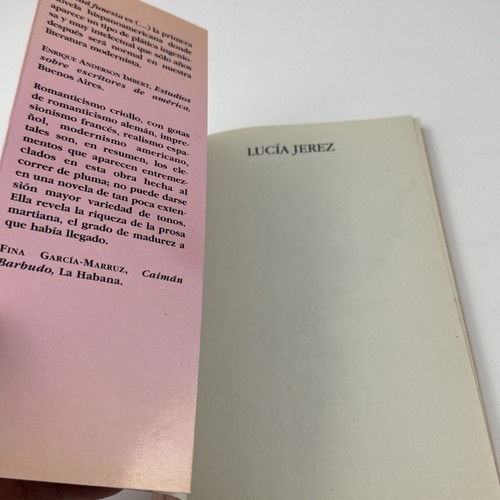 ad funesta es (...) la primera
novela hispanoamericana donde
aparece un tipo de plática ingenio-
sa y muy intelectual que sólo años
después será normal en nuestra
literatura modernista.
ENRIQUE ANDERSON IMBERT, Estudios
sobre escritores de américa,
Buenos Aires.
Romanticismo criollo, con gotas
de romanticismo alemán, impre-
sionismo francés, realismo espa-
ñol, modernismo americano,
tales son, en resumen, los ele-
mentos que aparecen entremez-
clados en esta obra hecha al
correr de pluma; no puede darse
en una novela de tan poca exten-
sión mayor variedad de tonos.
Ella revela la riqueza de la prosa
martiana, el grado de madurez a
que había llegado.
FINA GARCÍA-MARRUZ, Caimán
Barbudo, La Habana.
LUCÍA JEREZ